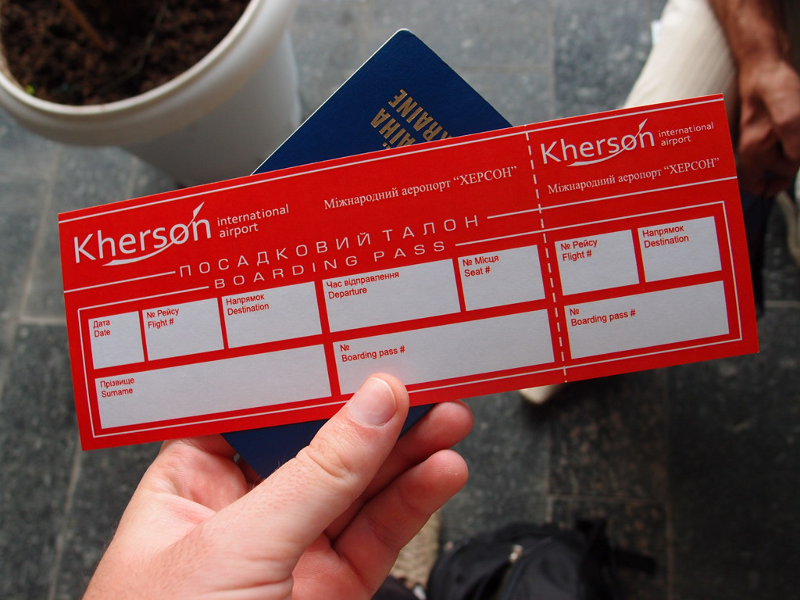 ЇНА
RAINE
Kherson international airport
Міжнародний аеропорт “ХЕРСОН”
ПОСАДКОВИЙ ТАЛОН
BOARDING PASS
Дата
Date
№ Рейсу
Flight #
Напрямок
Destination
Час відправлення
Departure
№ Місця
Seat #
Прізвище
Surname
№
Boarding pass #
Kherson international airport
Міжнародний аеропорт “ХЕРСОН”
№ Рейсу
Flight #
Напрямок
Destination
№
Boarding pass #